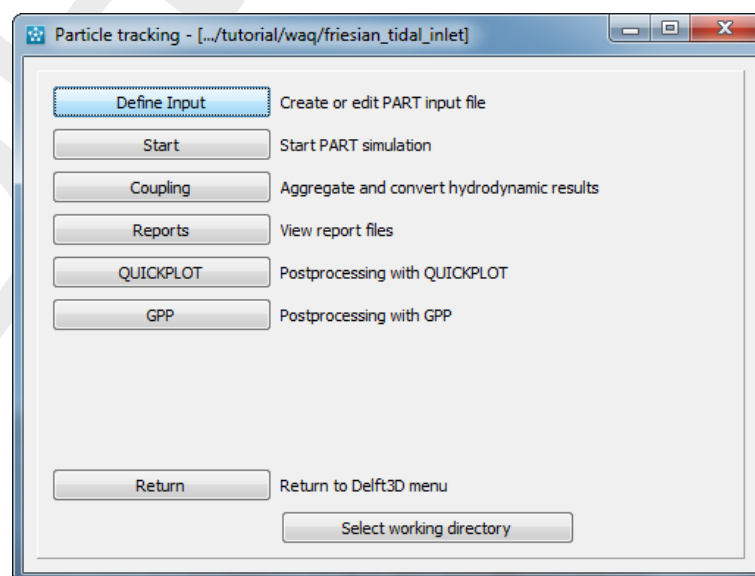 Particle tracking - [.../tutorial/waq/friesian_tidal_inlet]
Define Input Create or edit PART input file
Start Start PART simulation
Coupling Aggregate and convert hydrodynamic results
Reports View report files
QUICKPLOT Postprocessing with QUICKPLOT
GPP Postprocessing with GPP
Return Return to Delft3D menu
Select working directory